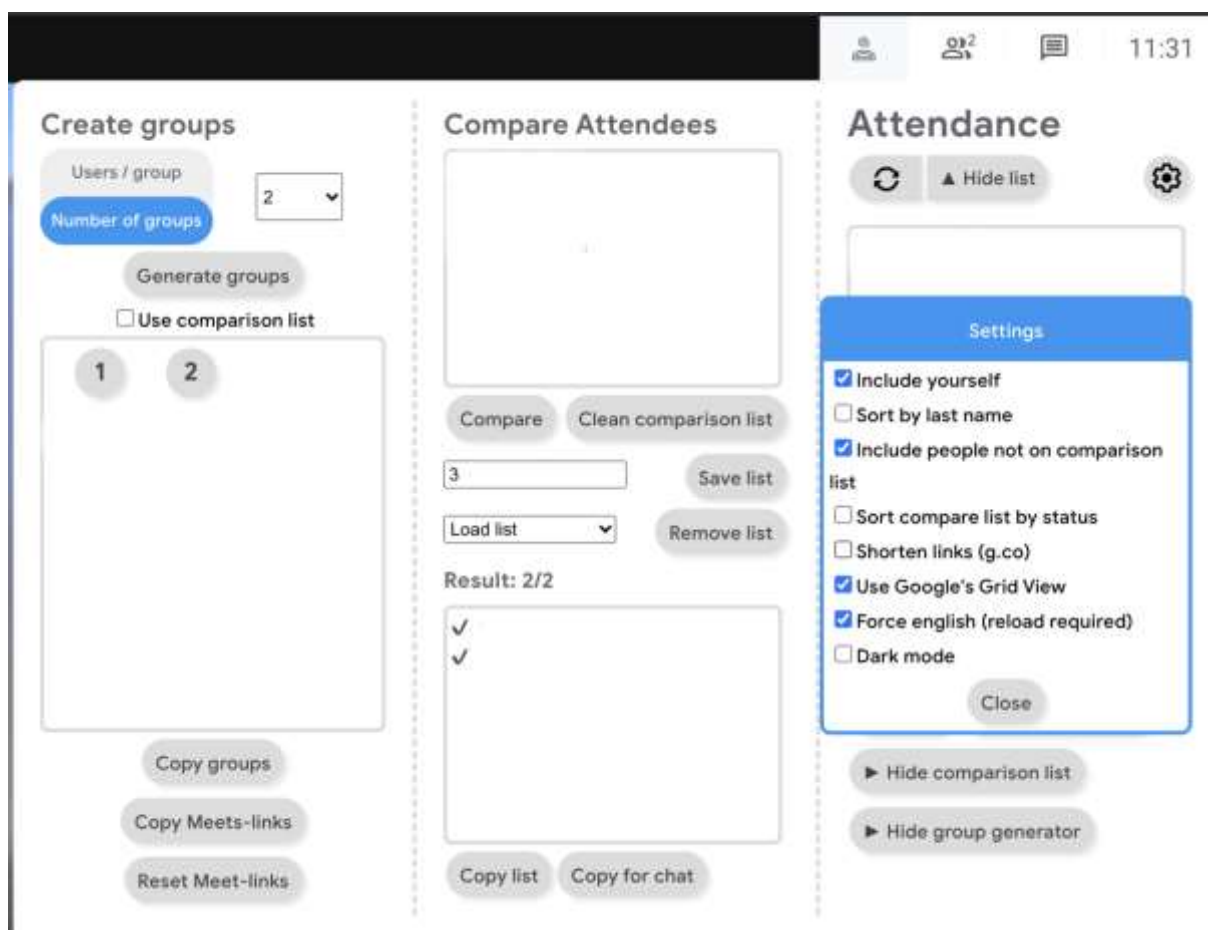 2
11:31
Create groups
Users / group
Number of groups
2
Generate groups
Use comparison list
1 2
Copy groups
Copy Meets-links
Reset Meet-links
Compare Attendees
Compare Clean comparison list
3 Save list
Load list Remove list
Result: 2/2
Copy list Copy for chat
Attendance
▲ Hide list
Settings
Include yourself
Sort by last name
Include people not on comparison
list
Sort compare list by status
Shorten links (g.co)
Use Google's Grid View
Force english (reload required)
Dark mode
Close
► Hide comparison list
► Hide group generator